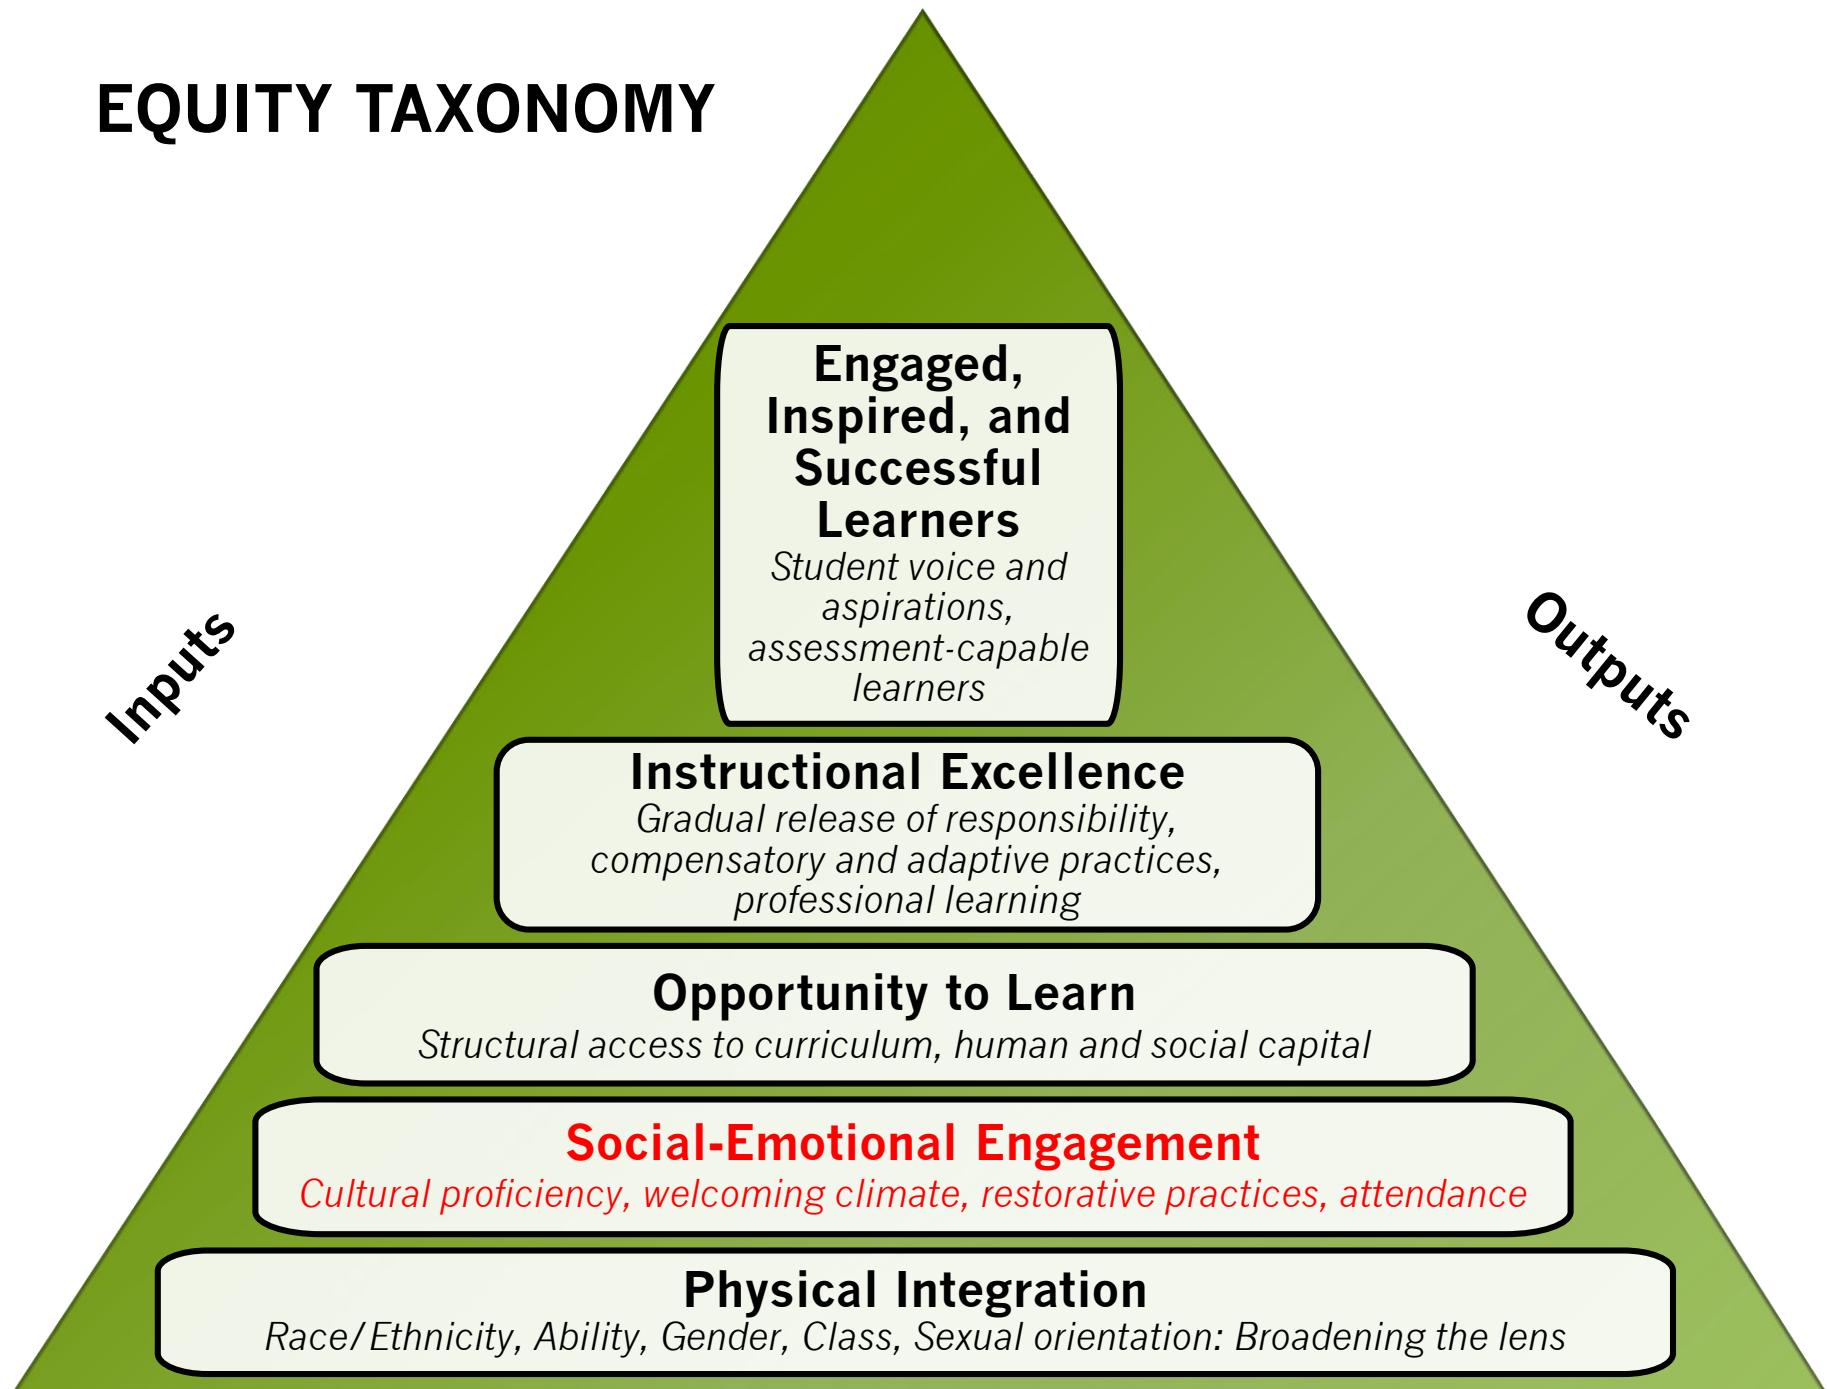 EQUITY TAXONOMY
Engaged,
Inspired, and
Successful
Learners
Student voice and
aspirations,
assessment-capable
learners
Inputs
Outputs
Instructional Excellence
Gradual release of responsibility,
compensatory and adaptive practices,
professional learning
Opportunity to Learn
Structural access to curriculum, human and social capital
Social-Emotional Engagement
Cultural proficiency, welcoming climate, restorative practices, attendance
Physical Integration
Race/Ethnicity, Ability, Gender, Class, Sexual orientation: Broadening the lens